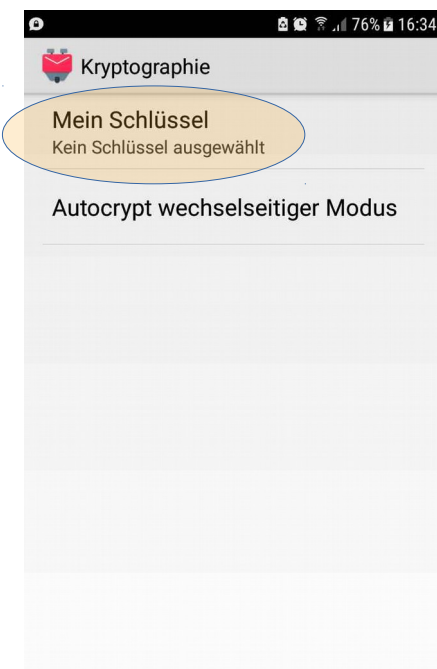 76% 16:34
Kryptographie
Mein Schlüssel
Kein Schlüssel ausgewählt
Autocrypt wechselseitiger Modus